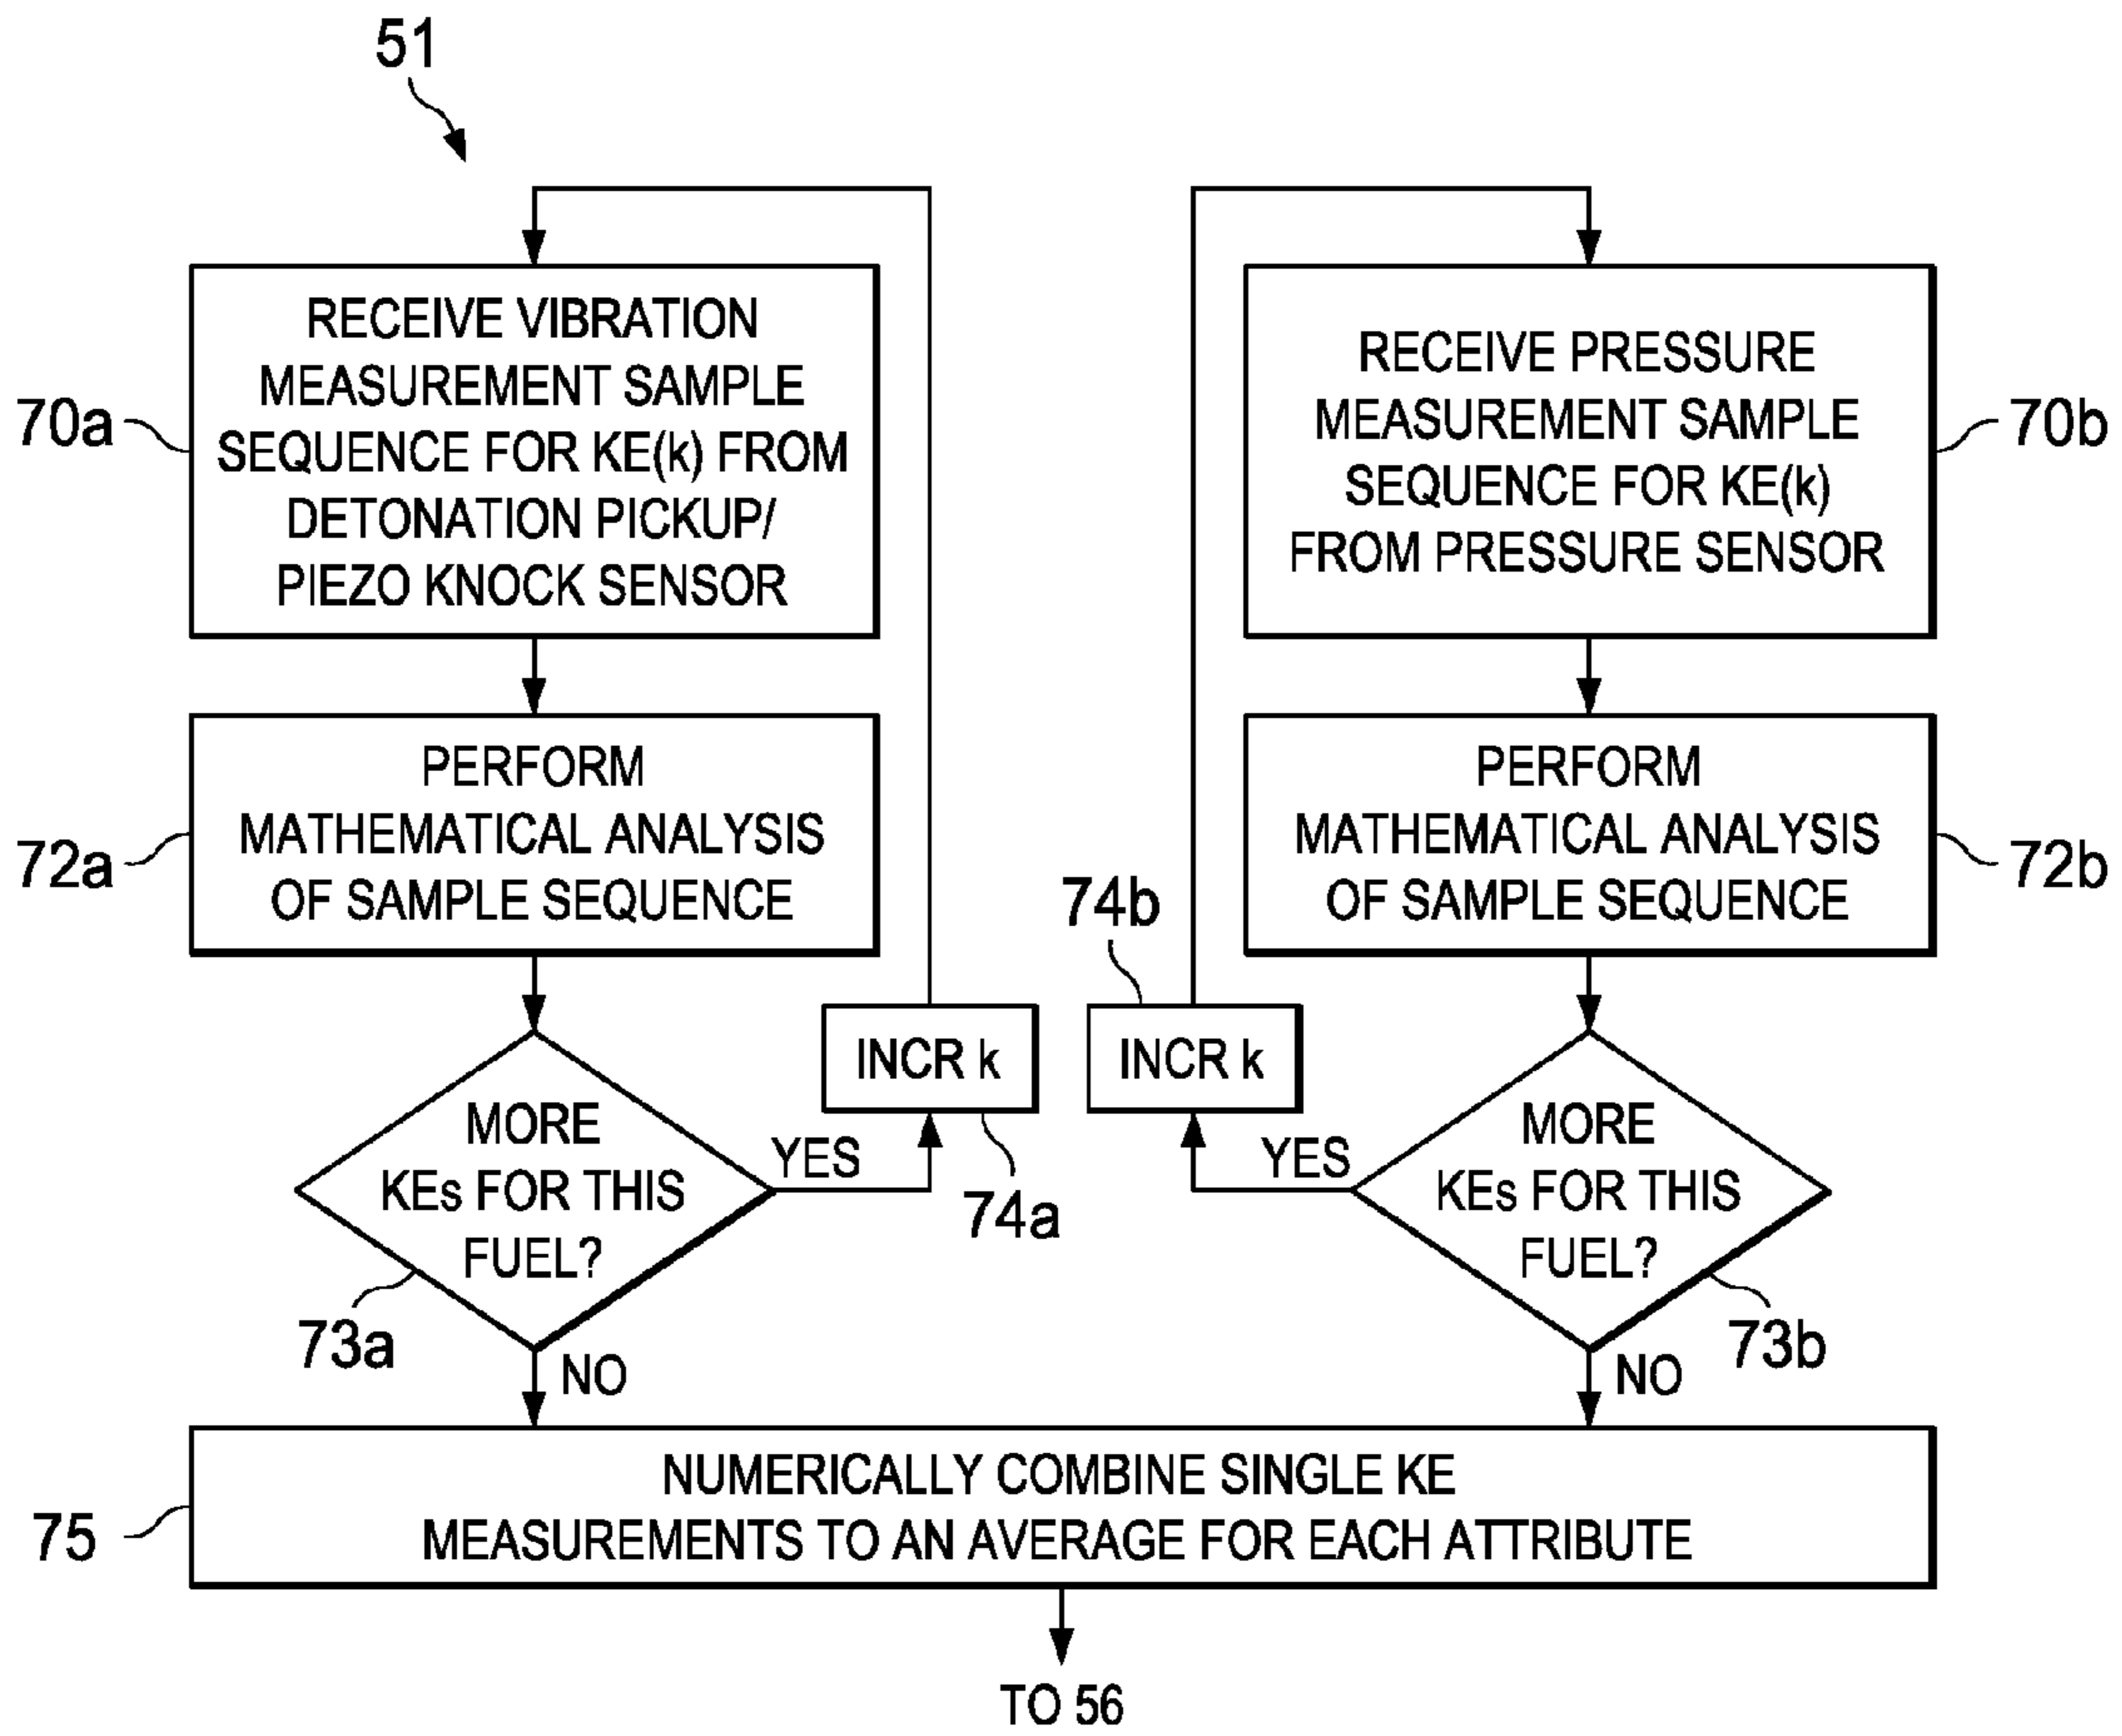 51
RECEIVE VIBRATION
MEASUREMENT SAMPLE
SEQUENCE FOR KE(k) FROM
DETONATION PICKUP/
PIEZO KNOCK SENSOR
70a
RECEIVE PRESSURE
MEASUREMENT SAMPLE
SEQUENCE FOR KE(k)
FROM PRESSURE SENSOR
70b
PERFORM
MATHEMATICAL ANALYSIS
OF SAMPLE SEQUENCE
72a
PERFORM
MATHEMATICAL ANALYSIS
OF SAMPLE SEQUENCE
72b
74b
INCR k
INCR k
74a
MORE
KEs FOR THIS
FUEL?
YES
73a
NO
MORE
KEs FOR THIS
FUEL?
YES
73b
NO
NUMERICALLY COMBINE SINGLE KE
MEASUREMENTS TO AN AVERAGE FOR EACH ATTRIBUTE
75
TO 56